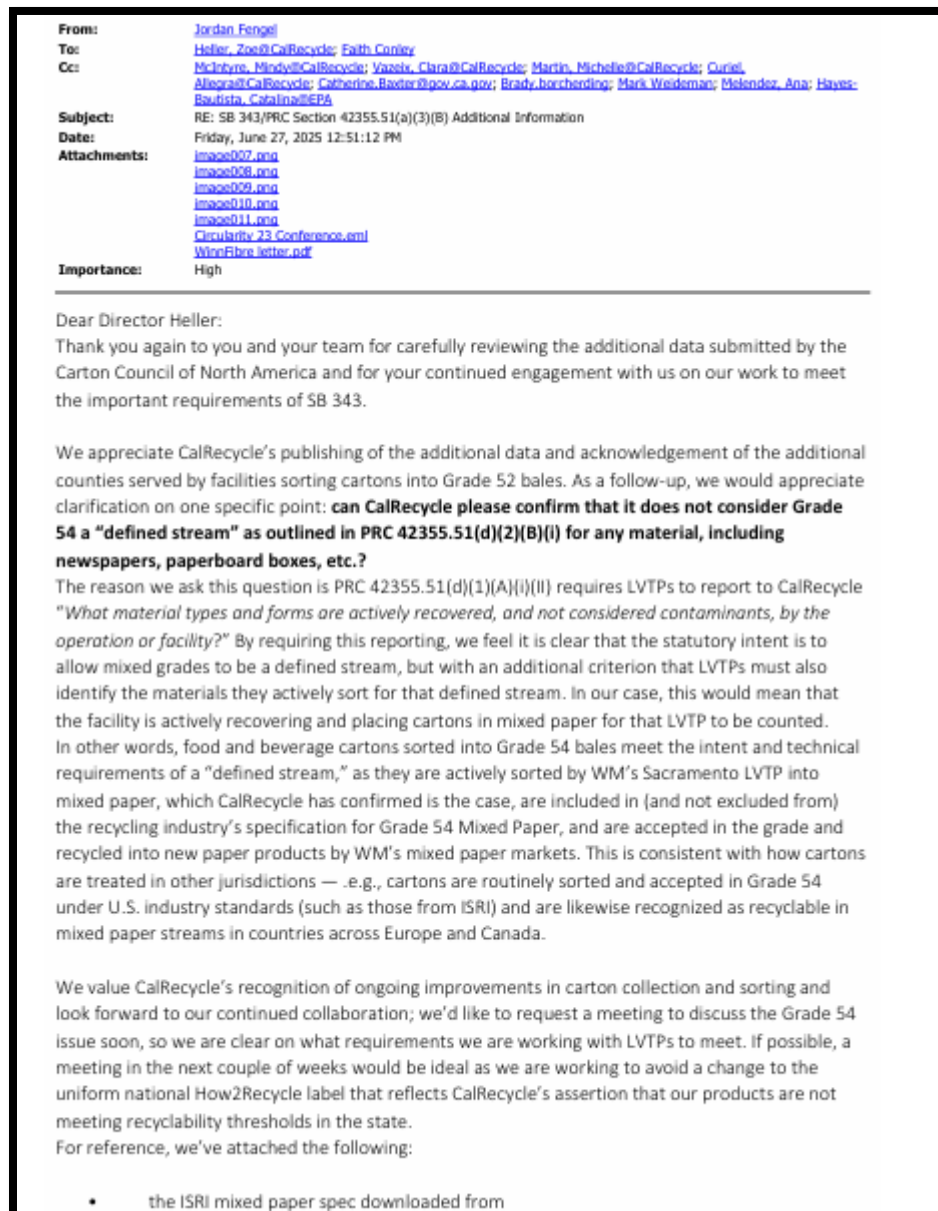 From: Jordan Fengel
To: Heller, Zoe@CalRecycle; Faith Conley
Cc: McIntyre, Mindy@CalRecycle; Vazeix, Clara@CalRecycle; Martin, Michelle@CalRecycle; Curiel,
Allegra@CalRecycle; Catherine.Baxter@gov.ca.gov; Brady.borcherding; Mark Weideman; Melendez, Ana; Hayes-
Bautista, Catalina@EPA
Subject: RE: SB 343/PRC Section 42355.51(a)(3)(B) Additional Information
Date: Friday, June 27, 2025 12:51:12 PM
Attachments: image007.png
image008.png
image009.png
image010.png
image011.png
Circularity 23 Conference.eml
WinnFibre letter.pdf
Importance: High
Dear Director Heller:
Thank you again to you and your team for carefully reviewing the additional data submitted by the
Carton Council of North America and for your continued engagement with us on our work to meet
the important requirements of SB 343.
We appreciate CalRecycle's publishing of the additional data and acknowledgement of the additional
counties served by facilities sorting cartons into Grade 52 bales. As a follow-up, we would appreciate
clarification on one specific point: can CalRecycle please confirm that it does not consider Grade
54 a "defined stream" as outlined in PRC 42355.51(d)(2)(B)(i) for any material, including
newspapers, paperboard boxes, etc.?
The reason we ask this question is PRC 42355.51(d)(1)(A)(i)(II) requires LVTPs to report to CalRecycle
"What material types and forms are actively recovered, and not considered contaminants, by the
operation or facility?" By requiring this reporting, we feel it is clear that the statutory intent is to
allow mixed grades to be a defined stream, but with an additional criterion that LVTPs must also
identify the materials they actively sort for that defined stream. In our case, this would mean that
the facility is actively recovering and placing cartons in mixed paper for that LVTP to be counted.
In other words, food and beverage cartons sorted into Grade 54 bales meet the intent and technical
requirements of a "defined stream," as they are actively sorted by WM's Sacramento LVTP into
mixed paper, which CalRecycle has confirmed is the case, are included in (and not excluded from)
the recycling industry's specification for Grade 54 Mixed Paper, and are accepted in the grade and
recycled into new paper products by WM's mixed paper markets. This is consistent with how cartons
are treated in other jurisdictions — .e.g., cartons are routinely sorted and accepted in Grade 54
under U.S. industry standards (such as those from ISRI) and are likewise recognized as recyclable in
mixed paper streams in countries across Europe and Canada.
We value CalRecycle's recognition of ongoing improvements in carton collection and sorting and
look forward to our continued collaboration; we'd like to request a meeting to discuss the Grade 54
issue soon, so we are clear on what requirements we are working with LVTPs to meet. If possible, a
meeting in the next couple of weeks would be ideal as we are working to avoid a change to the
uniform national How2Recycle label that reflects CalRecycle's assertion that our products are not
meeting recyclability thresholds in the state.
For reference, we've attached the following:
• the ISRI mixed paper spec downloaded from